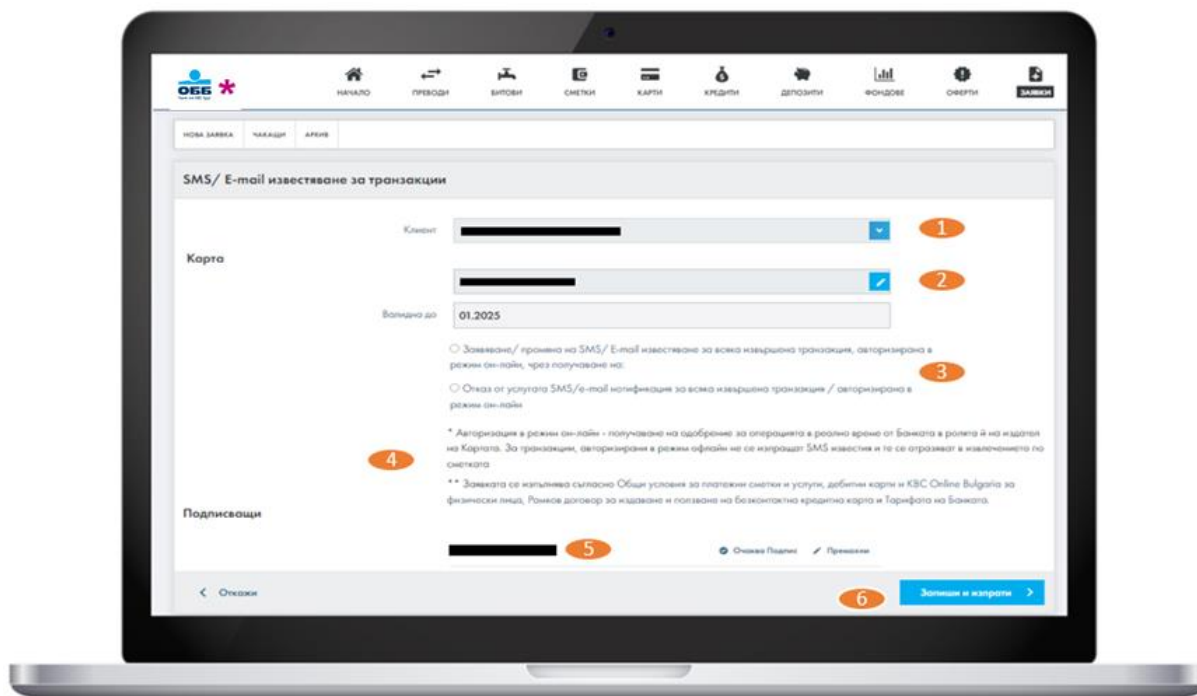 ОББ
НАЧАЛО
ПРЕВОДИ
БИТОВИ
СМЕТКИ
КАРТИ
КРЕДИТИ
ДЕПОЗИТИ
ФОНДОВЕ
ОФЕРТИ
ЗАЯВКИ
НОВА ЗАЯВКА ЧАКАЩИ АРХИВ
SMS/ E-mail известяване за транзакции
Клиент
1
Карта
2
Валидна до 01.2025
Заявяване/ промяна на SMS/ E-mail известяване за всяка извършена транзакция, авторизирана в
режим он-лайн, чрез получаване на:
3
Отказ от услугата SMS/e-mail нотификация за всяка извършена транзакция / авторизирана в
режим он-лайн
* Авторизация в режим он-лайн - получаване на одобрение за операцията в реално време от Банката в ролята ѝ на издател
на Картата. За транзакции, авторизирани в режим офлайн не се изпращат SMS известия и те се отразяват в извлечението по
сметката
4
** Заявката се изпълнява съгласно Общи условия за платежни сметки и услуги, дебитни карти и KBC Online Bulgaria за
физически лица, Рамков договор за издаване и ползване на безконтактна кредитна карта и Тарифата на Банката.
Подписващи
5
Очаква Подпис Премахни
Откажи
6
Запиши и изпрати